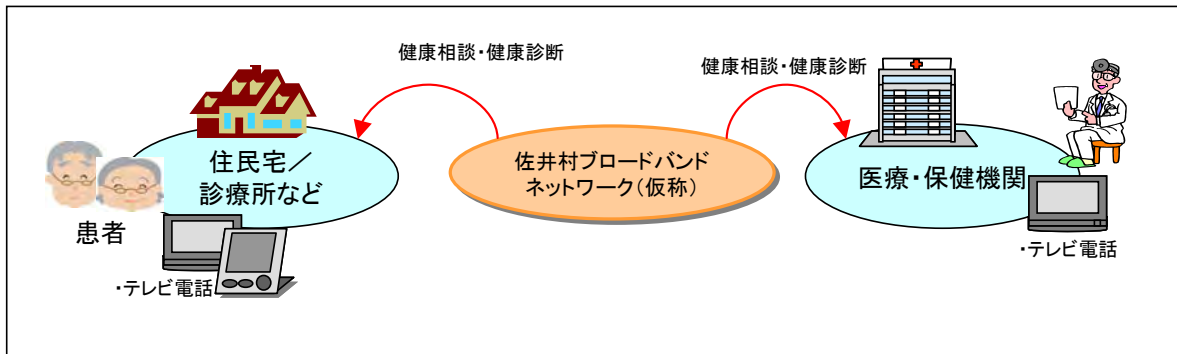 健康相談・健康診断
健康相談・健康診断
住民宅／
診療所など
佐井村ブロードバンド
ネットワーク（仮称）
医療・保健機関
患者
・テレビ電話
・テレビ電話